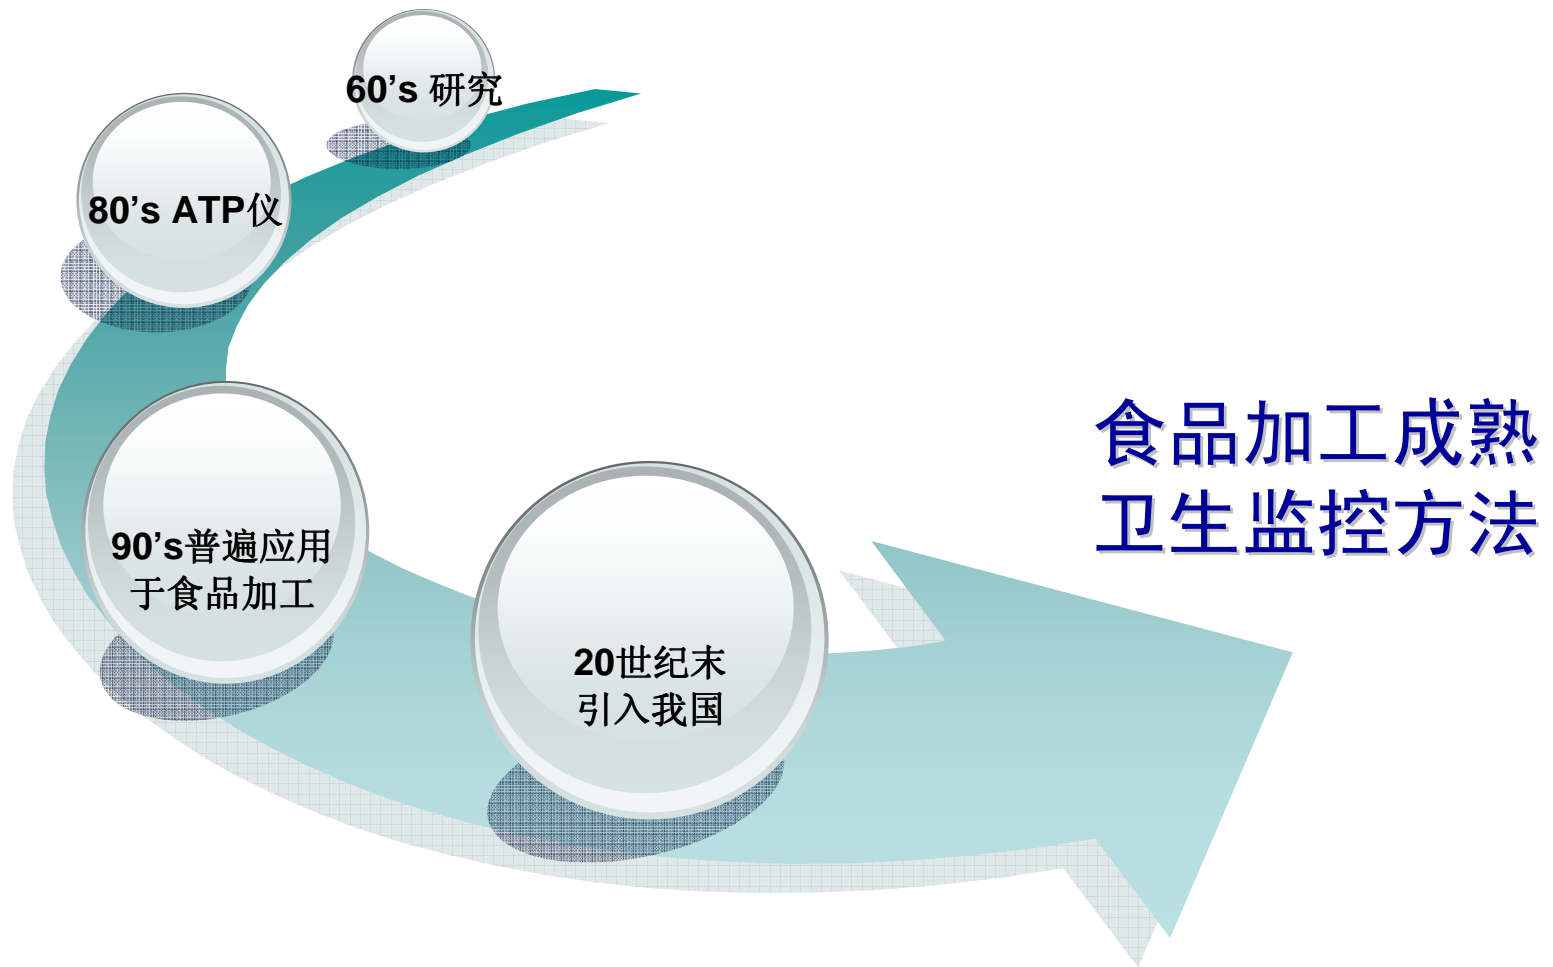 60’s 研究
80’s ATP仪
90’s普遍应用
于食品加工
20世纪末
引入我国
食品加工成熟
卫生监控方法